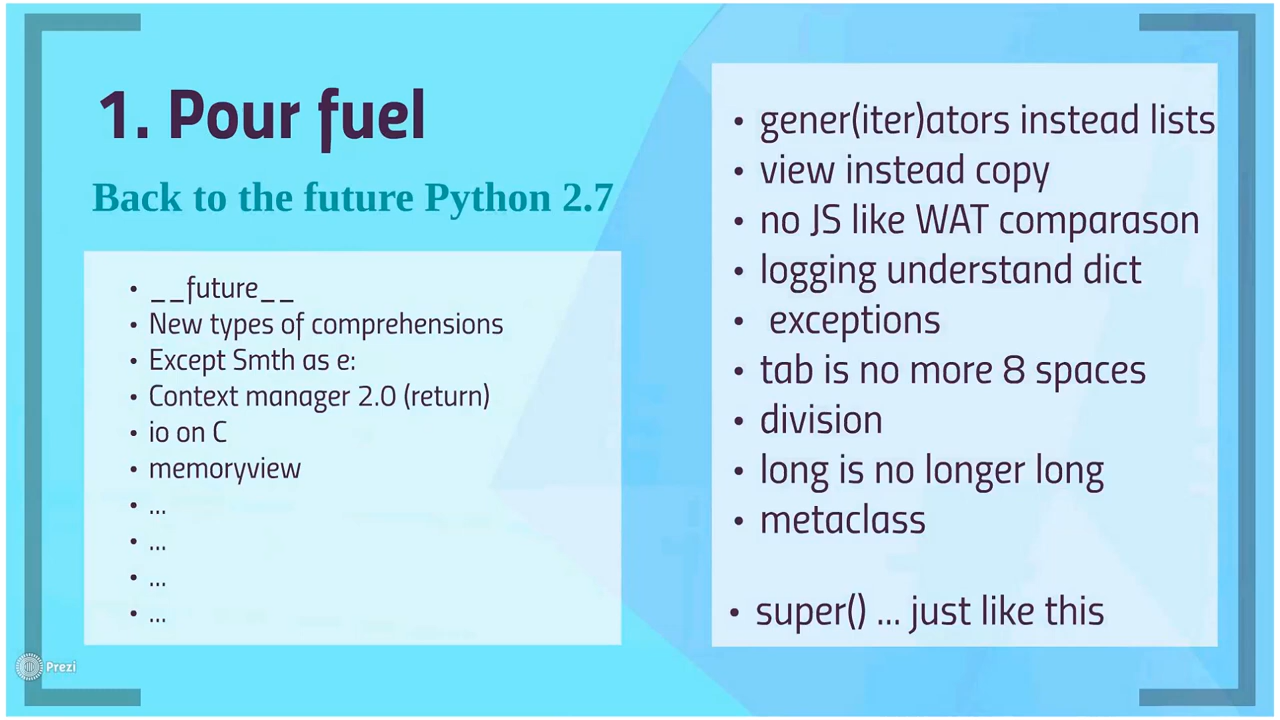 1. Pour fuel
Back to the future Python 2.7
• __future__
• New types of comprehensions
• Except Smth as e:
• Context manager 2.0 (return)
• io on C
• memoryview
• ...
• ...
• ...
• ...
• gener(iter)ators instead lists
• view instead copy
• no JS like WAT comparason
• logging understand dict
• exceptions
• tab is no more 8 spaces
• division
• long is no longer long
• metaclass
• super() ... just like this
Prezi